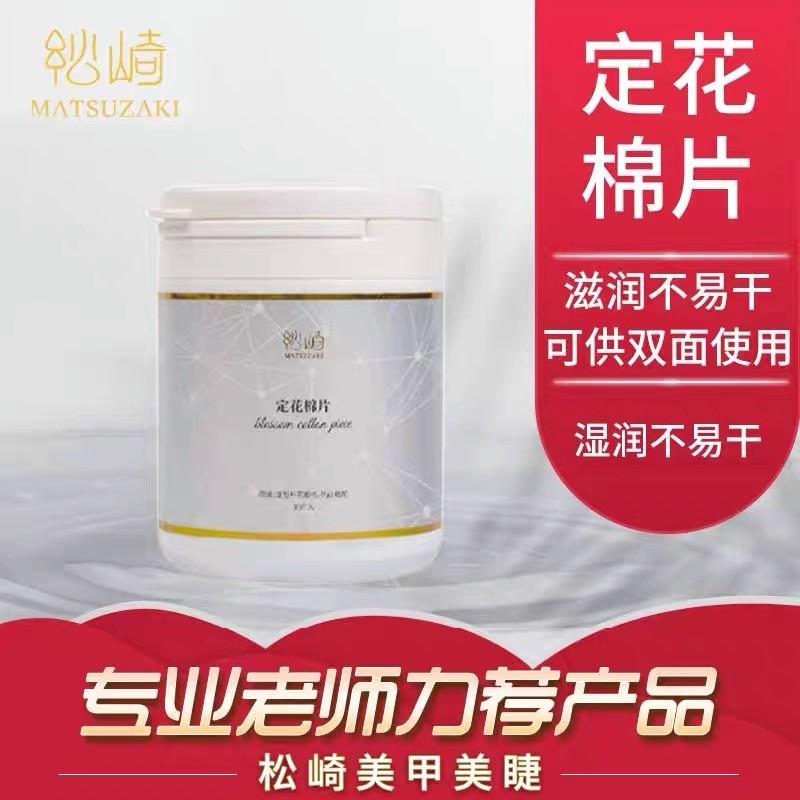 松崎
MATSUZAKI
定花
棉片
滋润不易干
可供双面使用
湿润不易干
松崎
MATSUZAKI
定花棉片
blossom cotton piece
专业老师力荐产品
松崎美甲美睫